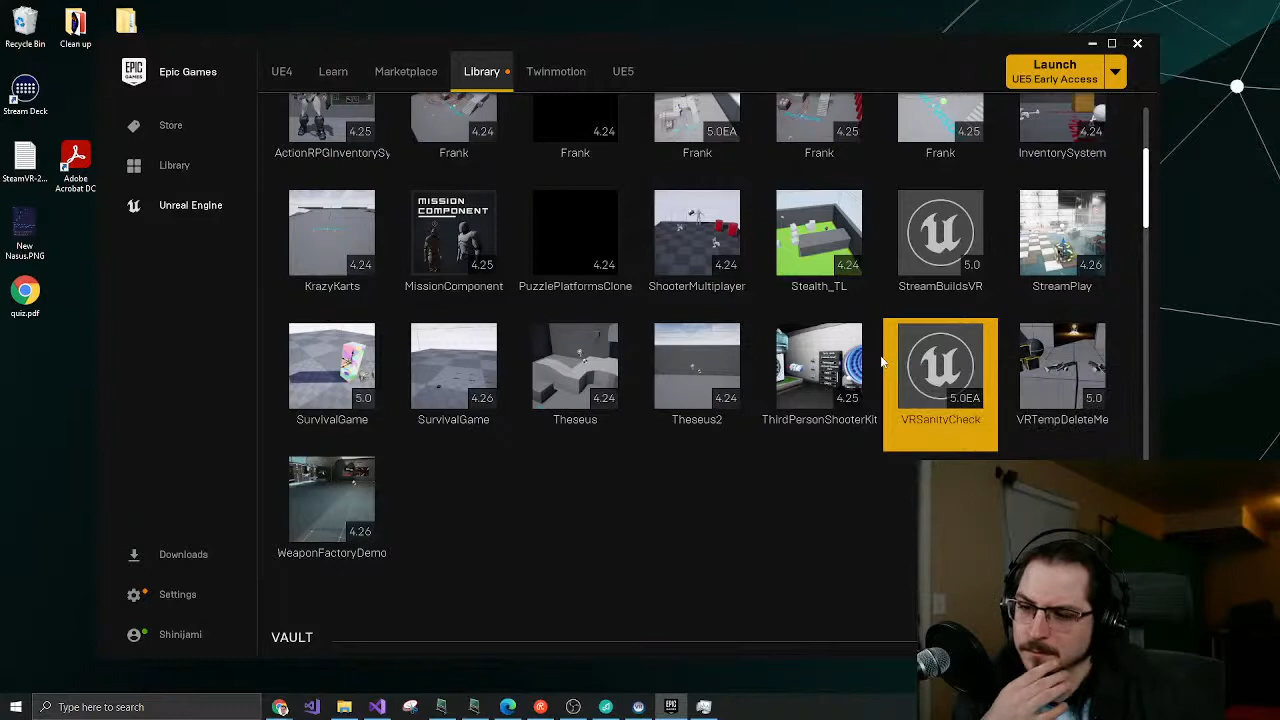 Recycle Bin
Clean up
Stream Deck
SteamVR-2...
Adobe
Acrobat DC
New
Nasus.PNG
quiz.pdf
EPIC
GAMES
Epic Games
Store
Library
Unreal Engine
Downloads
Settings
Shinijami
UE4
Learn
Marketplace
Library
Twinmotion
UE5
Launch
UE5 Early Access
4.25
4.24
4.24
5.0EA
4.25
4.25
4.24
ActionRPGInventorySy
Frank
Frank
Frank
Frank
Frank
InventorySystem
MISSION
COMPONENT
4.24
4.25
4.24
4.24
4.24
5.0
4.26
KrazyKarts
MissionComponent
PuzzlePlatformsClone
ShooterMultiplayer
Stealth_TL
StreamBuildsVR
StreamPlay
5.0
4.26
4.24
4.24
4.25
5.0EA
5.0
SurvivalGame
SurvivalGame
Theseus
Theseus2
ThirdPersonShooterKit
VRSanityCheck
VRTempDeleteMe
4.26
WeaponFactoryDemo
VAULT
Type here to search
EPIC